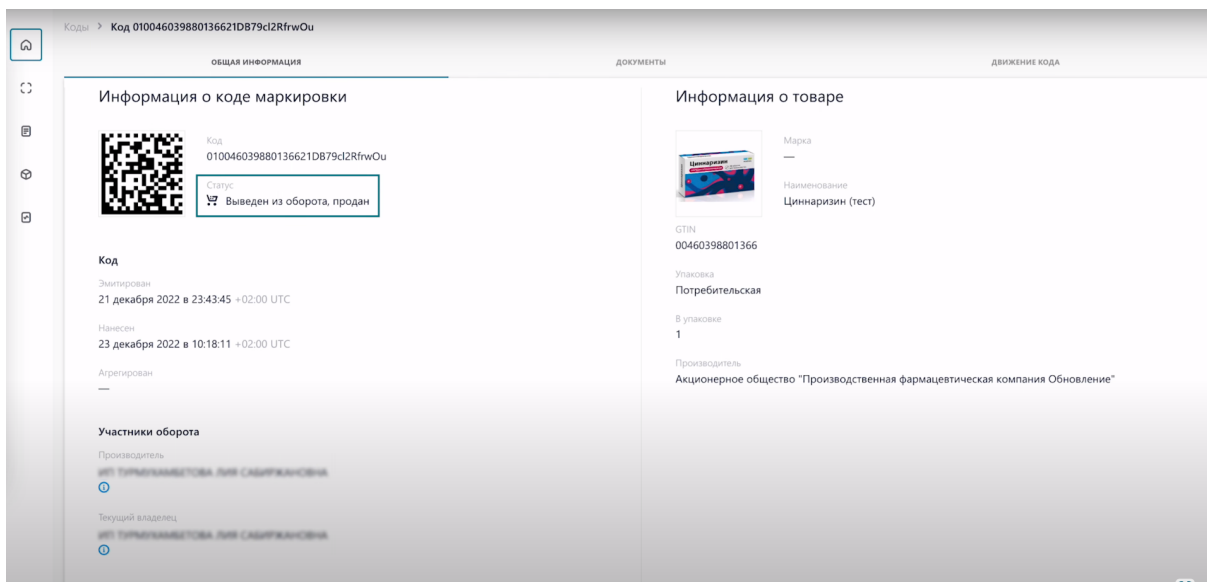 Коды > Код 010046039880136621DB79cl2RfrwOu
ОБЩАЯ ИНФОРМАЦИЯ
ДОКУМЕНТЫ
ДВИЖЕНИЕ КОДА
Информация о коде маркировки
Код
010046039880136621DB79cl2RfrwOu
Статус
Выведен из оборота, продан
Код
Эмитирован
21 декабря 2022 в 23:43:45 +02:00 UTC
Нанесен
23 декабря 2022 в 10:18:11 +02:00 UTC
Агрегирован
—
Участники оборота
Производитель
Текущий владелец
Информация о товаре
Циннаризин
Марка
—
Наименование
Циннаризин (тест)
GTIN
00460398801366
Упаковка
Потребительская
В упаковке
1
Производитель
Акционерное общество "Производственная фармацевтическая компания Обновление"